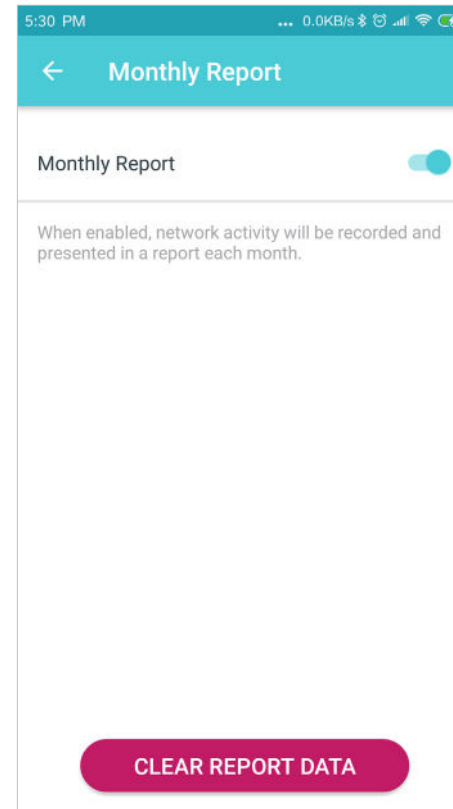 5:30 PM ... 0.0KB/s
Monthly Report
Monthly Report
When enabled, network activity will be recorded and
presented in a report each month.
CLEAR REPORT DATA